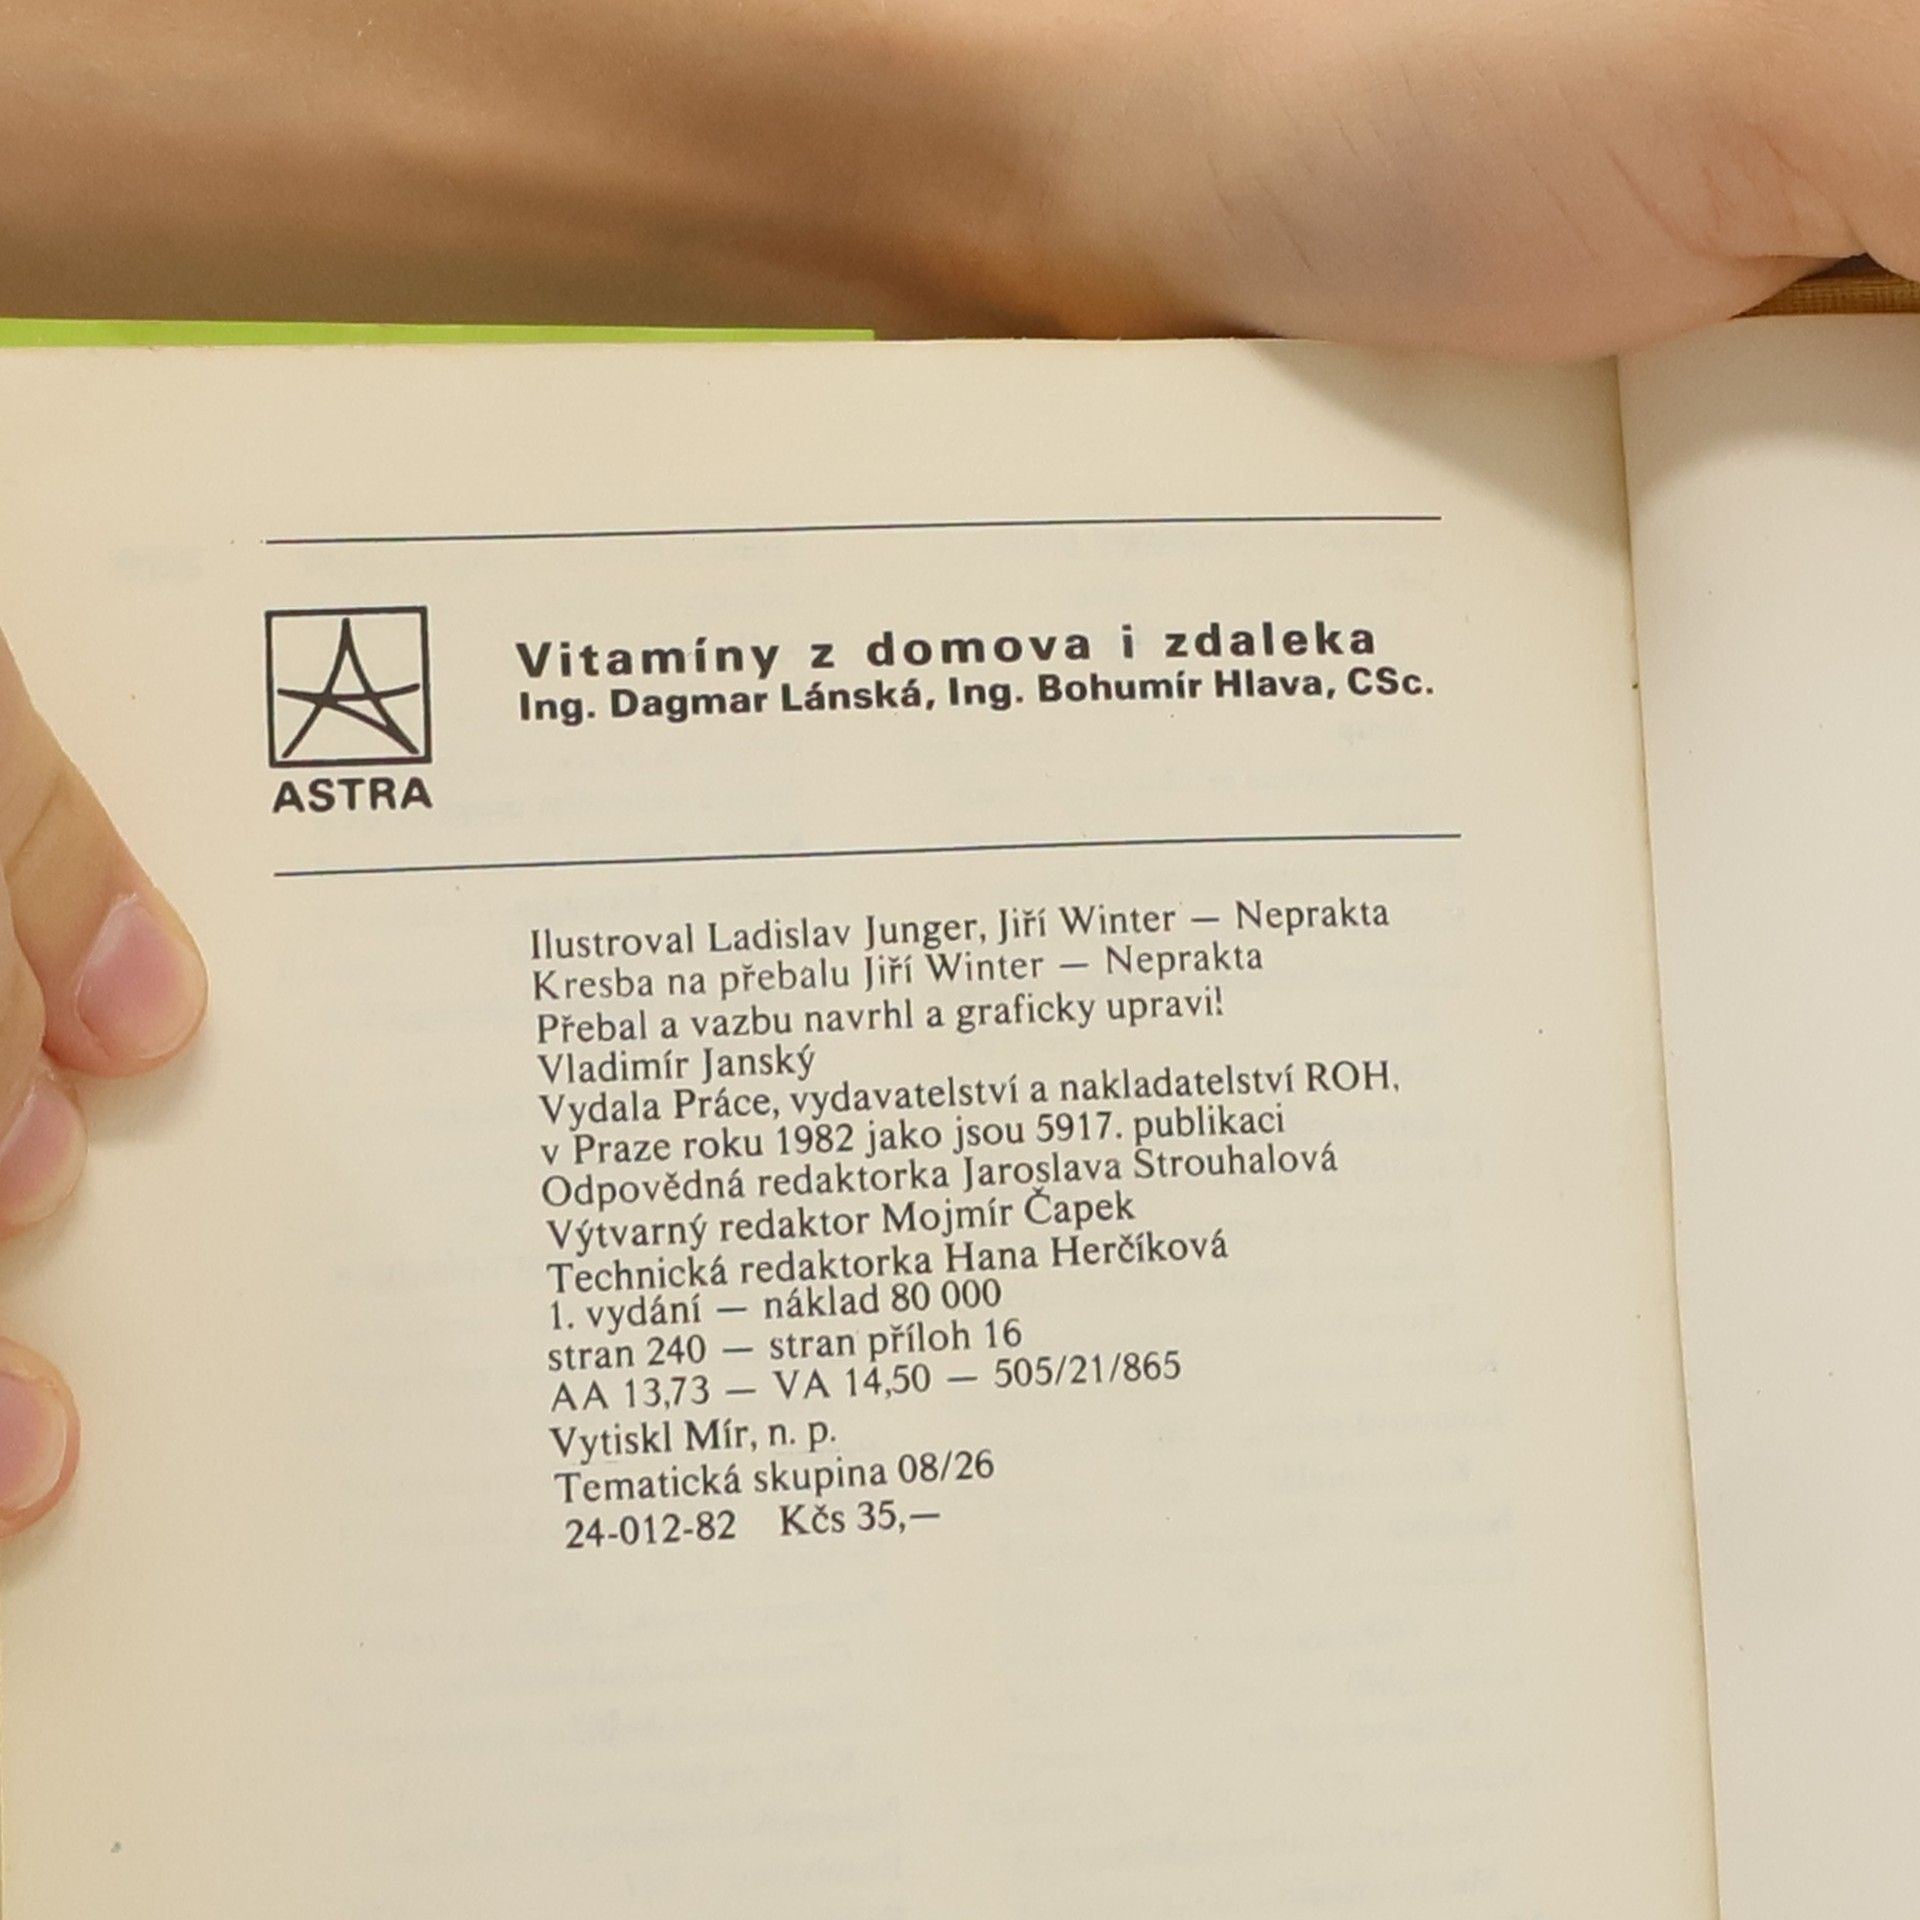 Vitamíny z domova i zdaleka
Ing. Dagmar Lánská, Ing. Bohumír Hlava, CSc.
ASTRA
Ilustroval Ladislav Junger, Jiří Winter — Neprakta
Kresba na přebalu Jiří Winter — Neprakta
Přebal a vazbu navrhl a graficky upravi!
Vladimír Janský
Vydala Práce, vydavatelství a nakladatelství ROH,
v Praze roku 1982 jako jsou 5917. publikaci
Odpovědná redaktorka Jaroslava Strouhalová
Výtvarný redaktor Mojmír Čapek
Technická redaktorka Hana Herčíková
1. vydání — náklad 80 000
stran 240 — stran příloh 16
AA 13,73 — VA 14,50 — 505/21/865
Vytiskl Mír, n. p.
Tematická skupina 08/26
24-012-82 Kčs 35,—